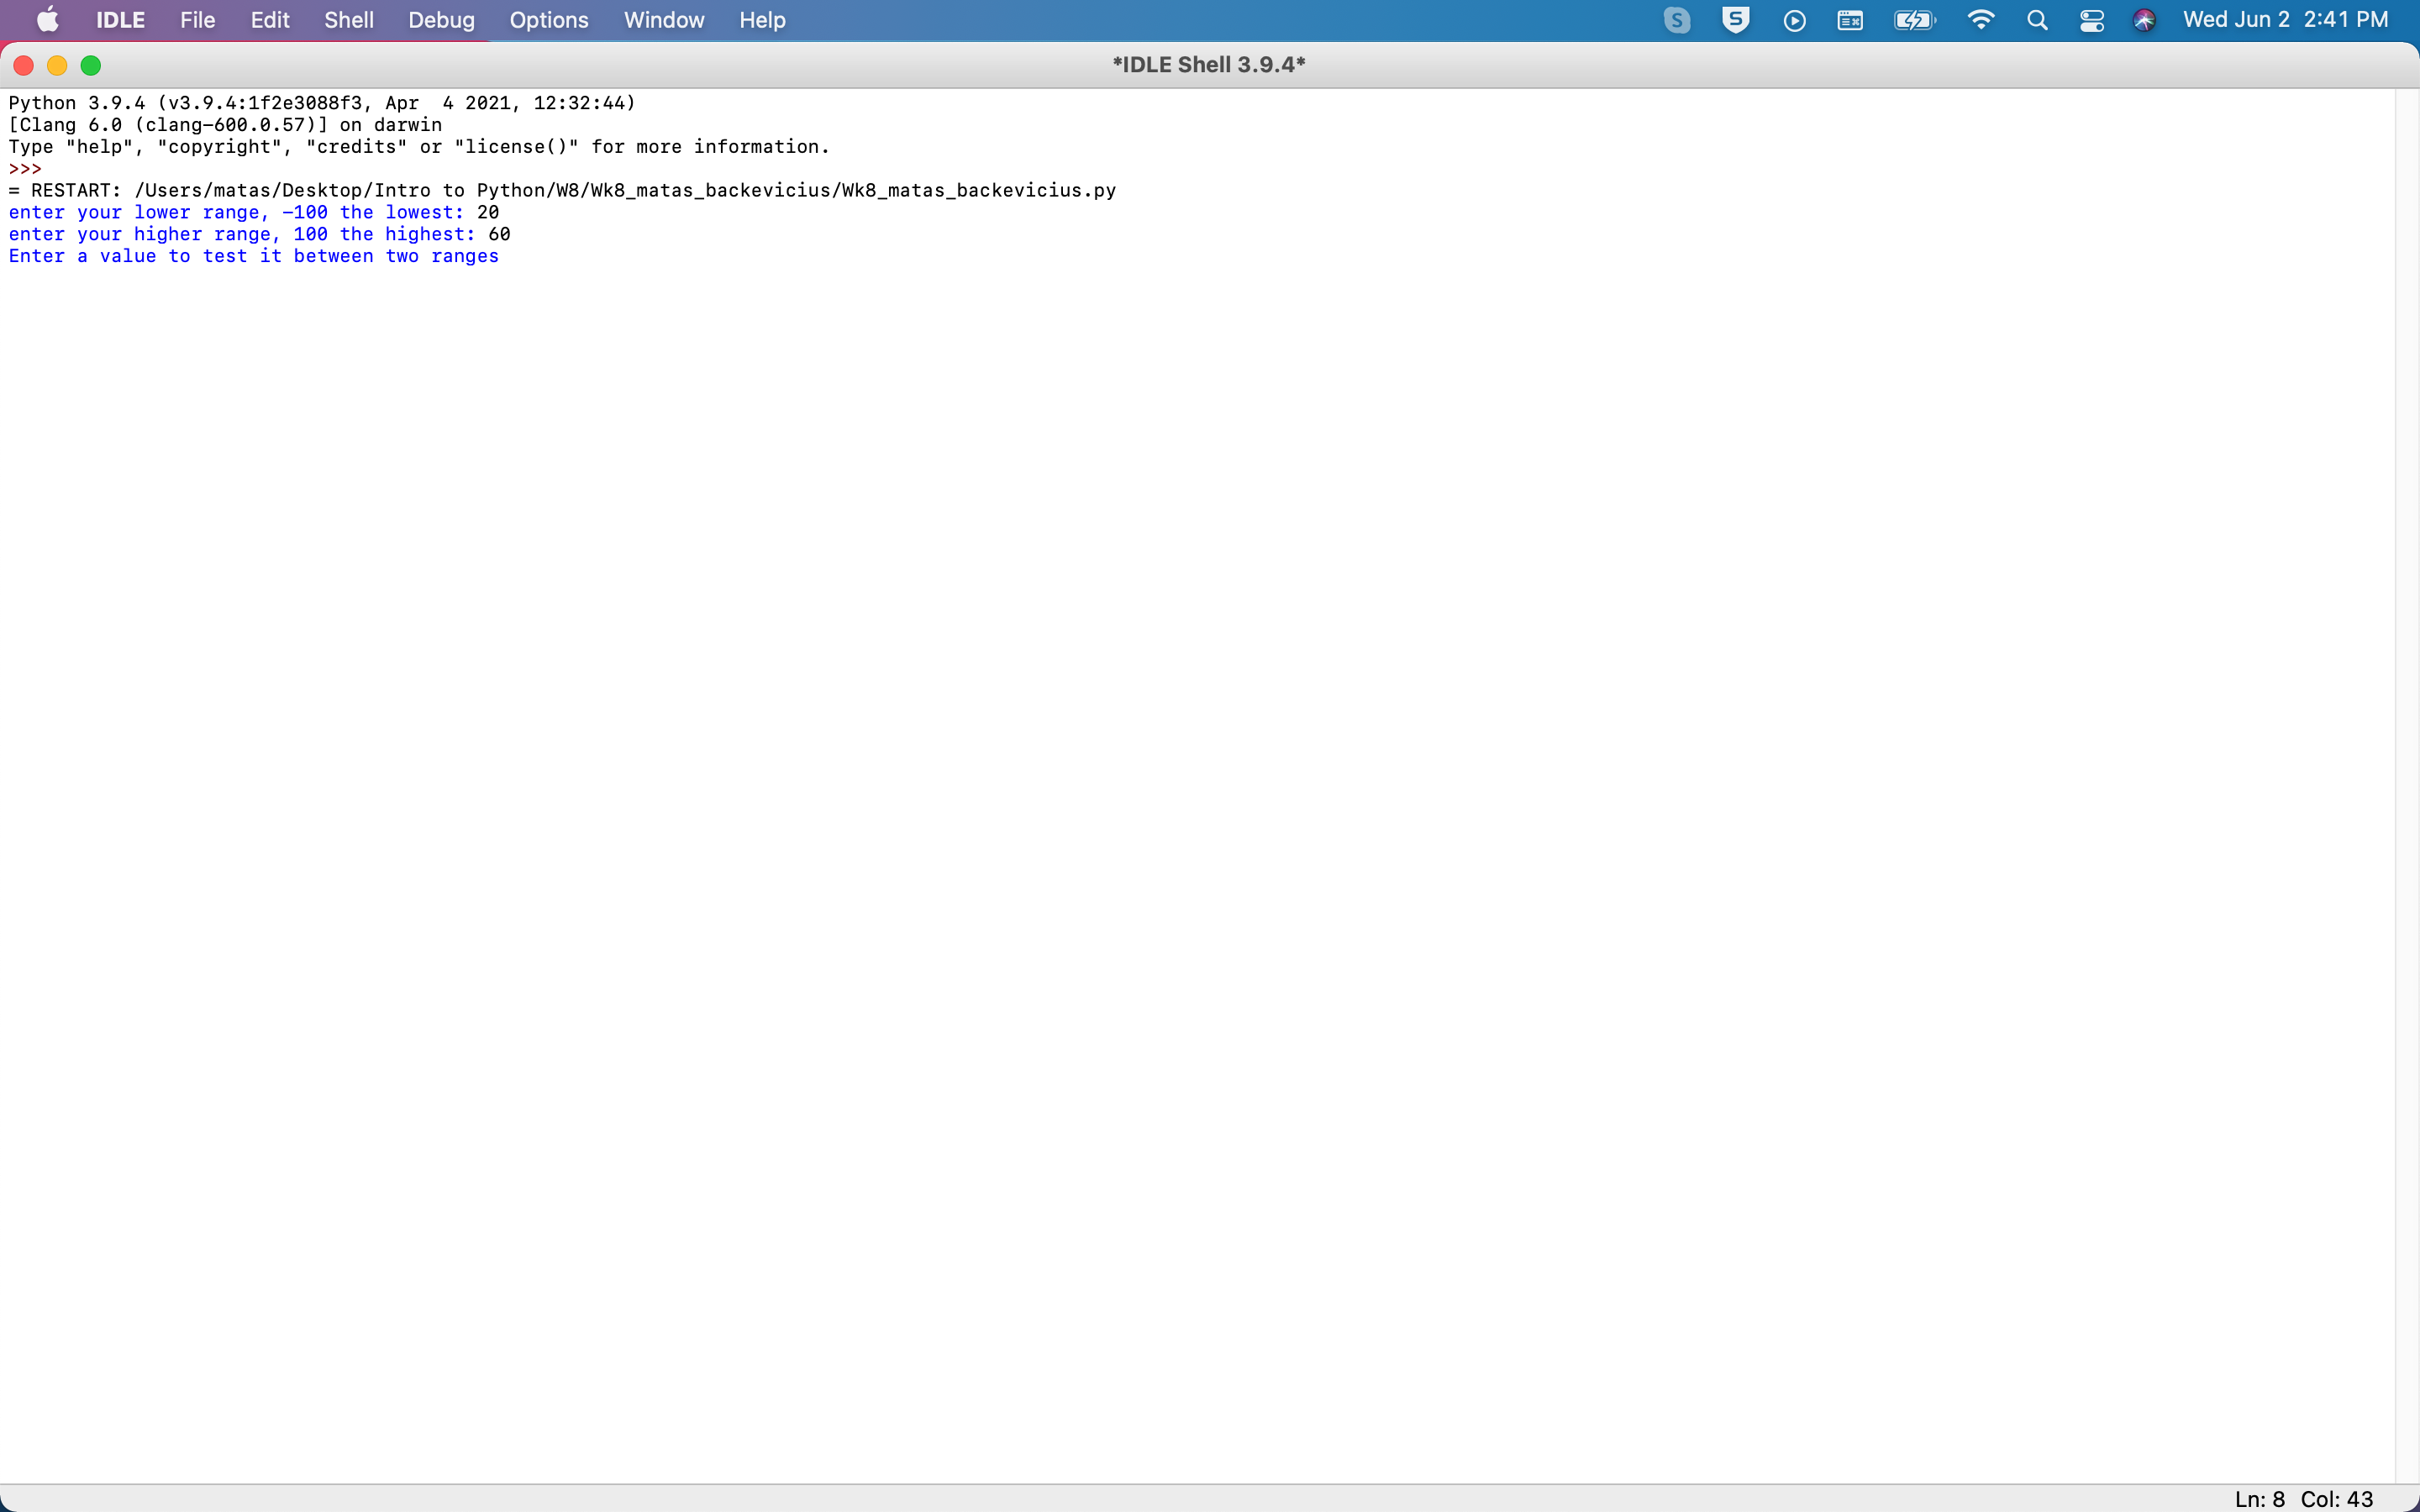 IDLE File Edit Shell Debug Options Window Help S S Wed Jun 2 2:41 PM
*IDLE Shell 3.9.4*
Python 3.9.4 (v3.9.4:1f2e3088f3, Apr  4 2021, 12:32:44)
[Clang 6.0 (clang-600.0.57)] on darwin
Type "help", "copyright", "credits" or "license()" for more information.
>>>
= RESTART: /Users/matas/Desktop/Intro to Python/W8/Wk8_matas_backevicius/Wk8_matas_backevicius.py
enter your lower range, -100 the lowest: 20
enter your higher range, 100 the highest: 60
Enter a value to test it between two ranges
Ln: 8 Col: 43